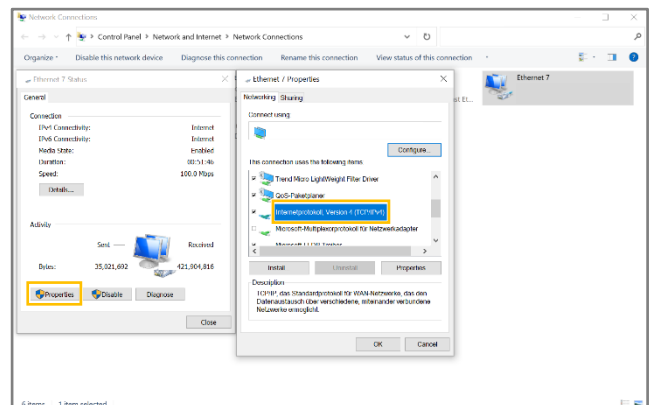 Network Connections
Control Panel > Network and Internet > Network Connections
Organize Disable this network device Diagnose this connection Rename this connection View status of this connection
Ethernet 7 Status
General
Connection
IPv4 Connectivity: Internet
IPv6 Connectivity: Internet
Media State: Enabled
Duration: 00:51:46
Speed: 100.0 Mbps
Details...
Activity
Sent Received
Bytes: 35,021,692 421,904,816
Properties Disable Diagnose
Close
Ethernet 7 Properties
Networking Sharing
Connect using:
Configure...
This connection uses the following items:
Trend Micro LightWeight Filter Driver
QoS-Paketplaner
Internetprotokoll, Version 4 (TCP/IPv4)
Microsoft-Multiplexorprotokoll für Netzwerkadapter
Install Uninstall Properties
Description
TCP/IP, das Standardprotokoll für WAN-Netzwerke, das den
Datenaustausch über verschiedene, miteinander verbundene
Netzwerke ermöglicht.
OK Cancel
Ethernet 7
6 items 1 item selected